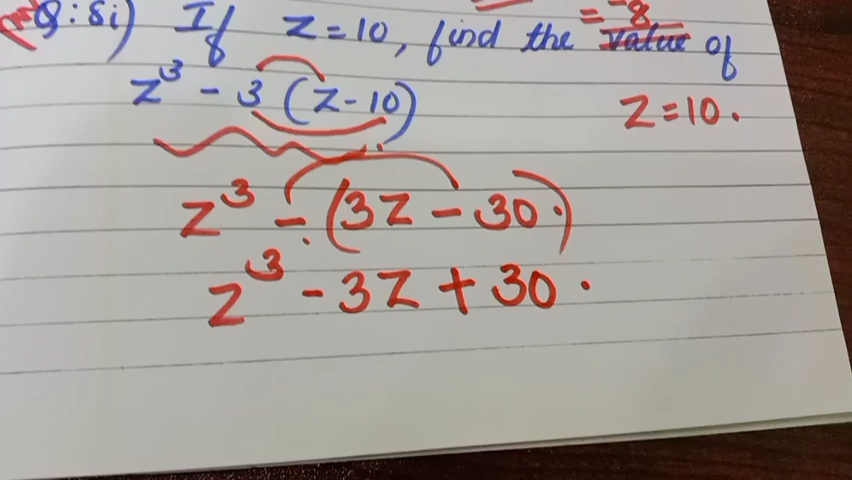 = -8
Q:8i) If z=10, find the value of
z³ - 3 (z-10)
z=10.
z³ - (3z - 30.)
z³ - 3z + 30.